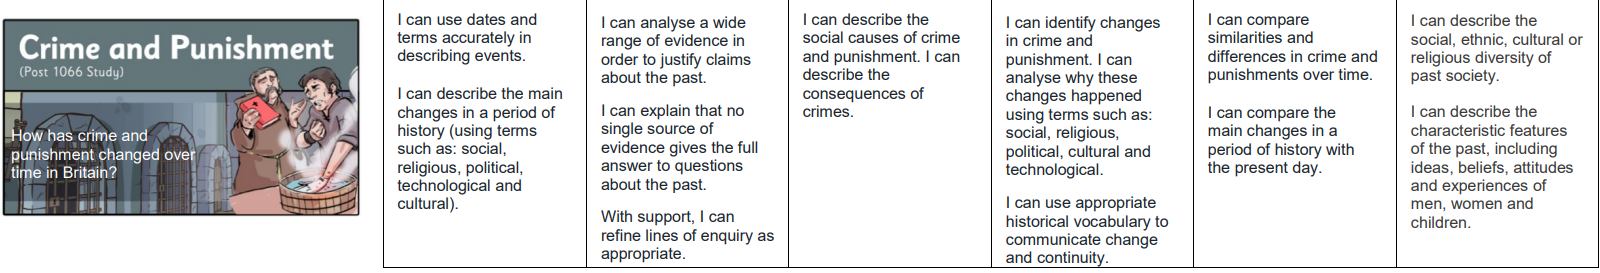 Crime and Punishment
(Post 1066 Study)
How has crime and
punishment changed over
time in Britain?
I can use dates and
terms accurately in
describing events.
I can describe the main
changes in a period of
history (using terms
such as: social,
religious, political,
technological and
cultural).
I can analyse a wide
range of evidence in
order to justify claims
about the past.
I can explain that no
single source of
evidence gives the full
answer to questions
about the past.
With support, I can
refine lines of enquiry as
appropriate.
I can describe the
social causes of crime
and punishment. I can
describe the
consequences of
crimes.
I can identify changes
in crime and
punishment. I can
analyse why these
changes happened
using terms such as:
social, religious,
political, cultural and
technological.
I can use appropriate
historical vocabulary to
communicate change
and continuity.
I can compare
similarities and
differences in crime and
punishments over time.
I can compare the
main changes in a
period of history with
the present day.
I can describe the
social, ethnic, cultural or
religious diversity of
past society.
I can describe the
characteristic features
of the past, including
ideas, beliefs, attitudes
and experiences of
men, women and
children.